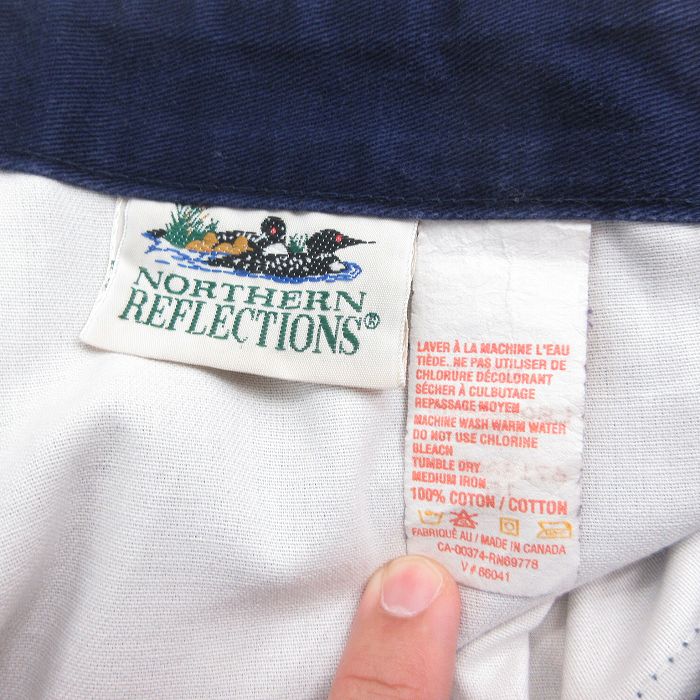 NORTHERN
REFLECTIONS®
LAVER À LA MACHINE L'EAU
TIÈDE. NE PAS UTILISER DE
CHLORURE DÉCOLORANT
SÉCHER À CULBUTAGE
REPASSAGE MOYEN
MACHINE WASH WARM WATER
DO NOT USE CHLORINE
BLEACH
TUMBLE DRY
MEDIUM IRON
100% COTON / COTTON
FABRIQUÉ AU / MADE IN CANADA
CA-00374-RN69778
V # 66041